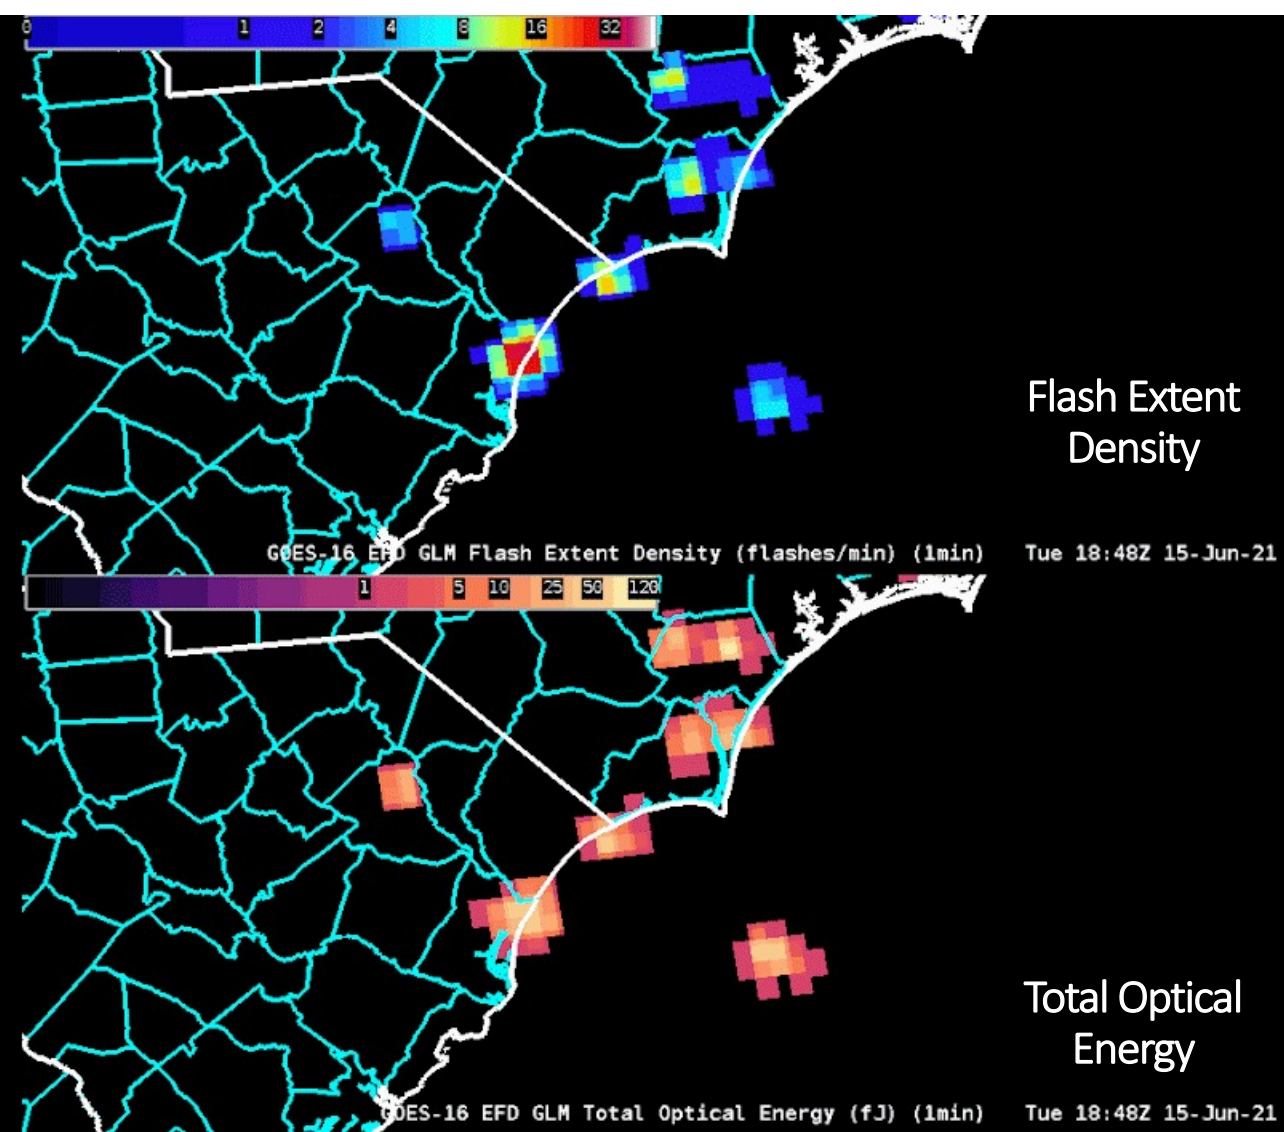 0 1 2 4 8 16 32
Flash Extent
Density
GOES-16 EFD GLM Flash Extent Density (flashes/min) (1min) Tue 18:48Z 15-Jun-21
1 5 10 25 50 120
Total Optical
Energy
GOES-16 EFD GLM Total Optical Energy (fJ) (1min) Tue 18:48Z 15-Jun-21